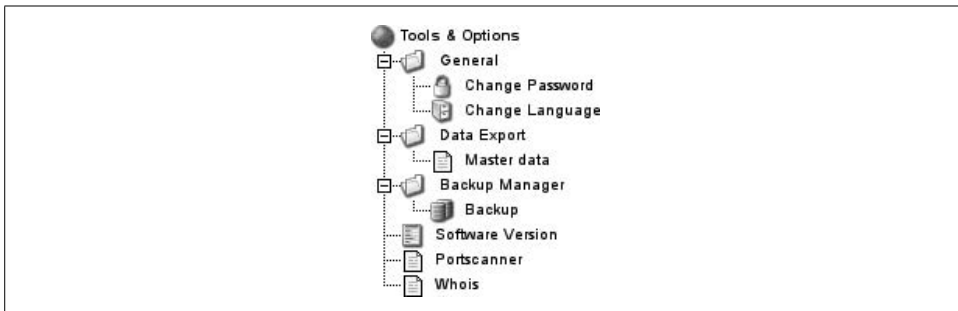 Tools & Options
General
Change Password
Change Language
Data Export
Master data
Backup Manager
Backup
Software Version
Portscanner
Whois